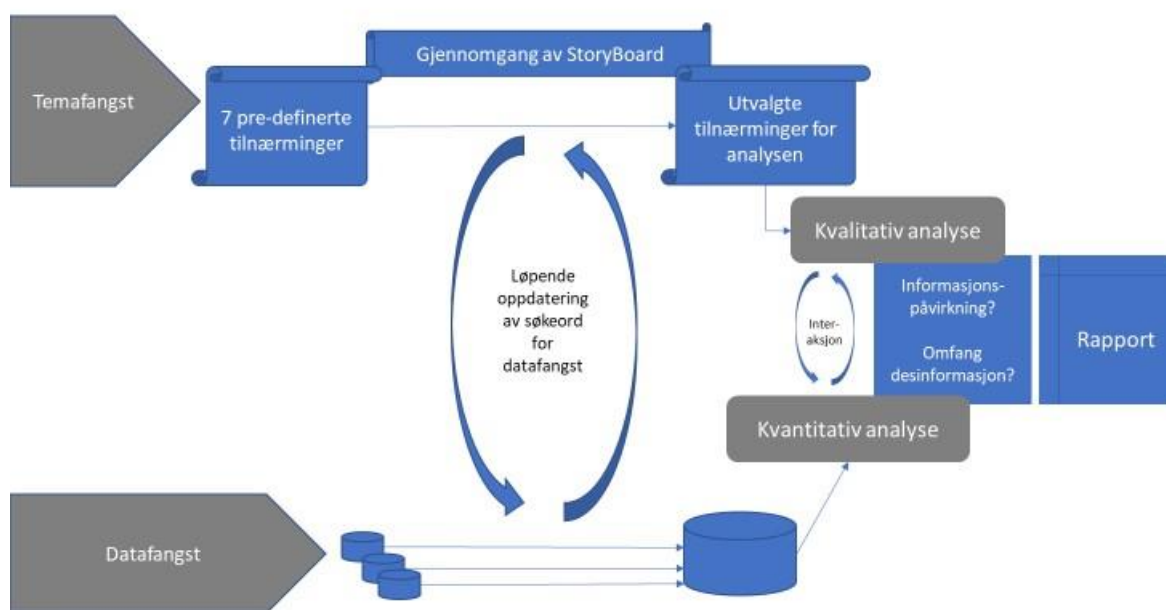 Gjennomgang av StoryBoard
Temafangst
7 pre-definerte
tilnærminger
Utvalgte
tilnærminger for
analysen
Kvalitativ analyse
Løpende
oppdatering
av søkeord
for
datafangst
Inter-
aksjon
Informasjons-
påvirkning?
Omfang
desinformasjon?
Rapport
Kvantitativ analyse
Datafangst